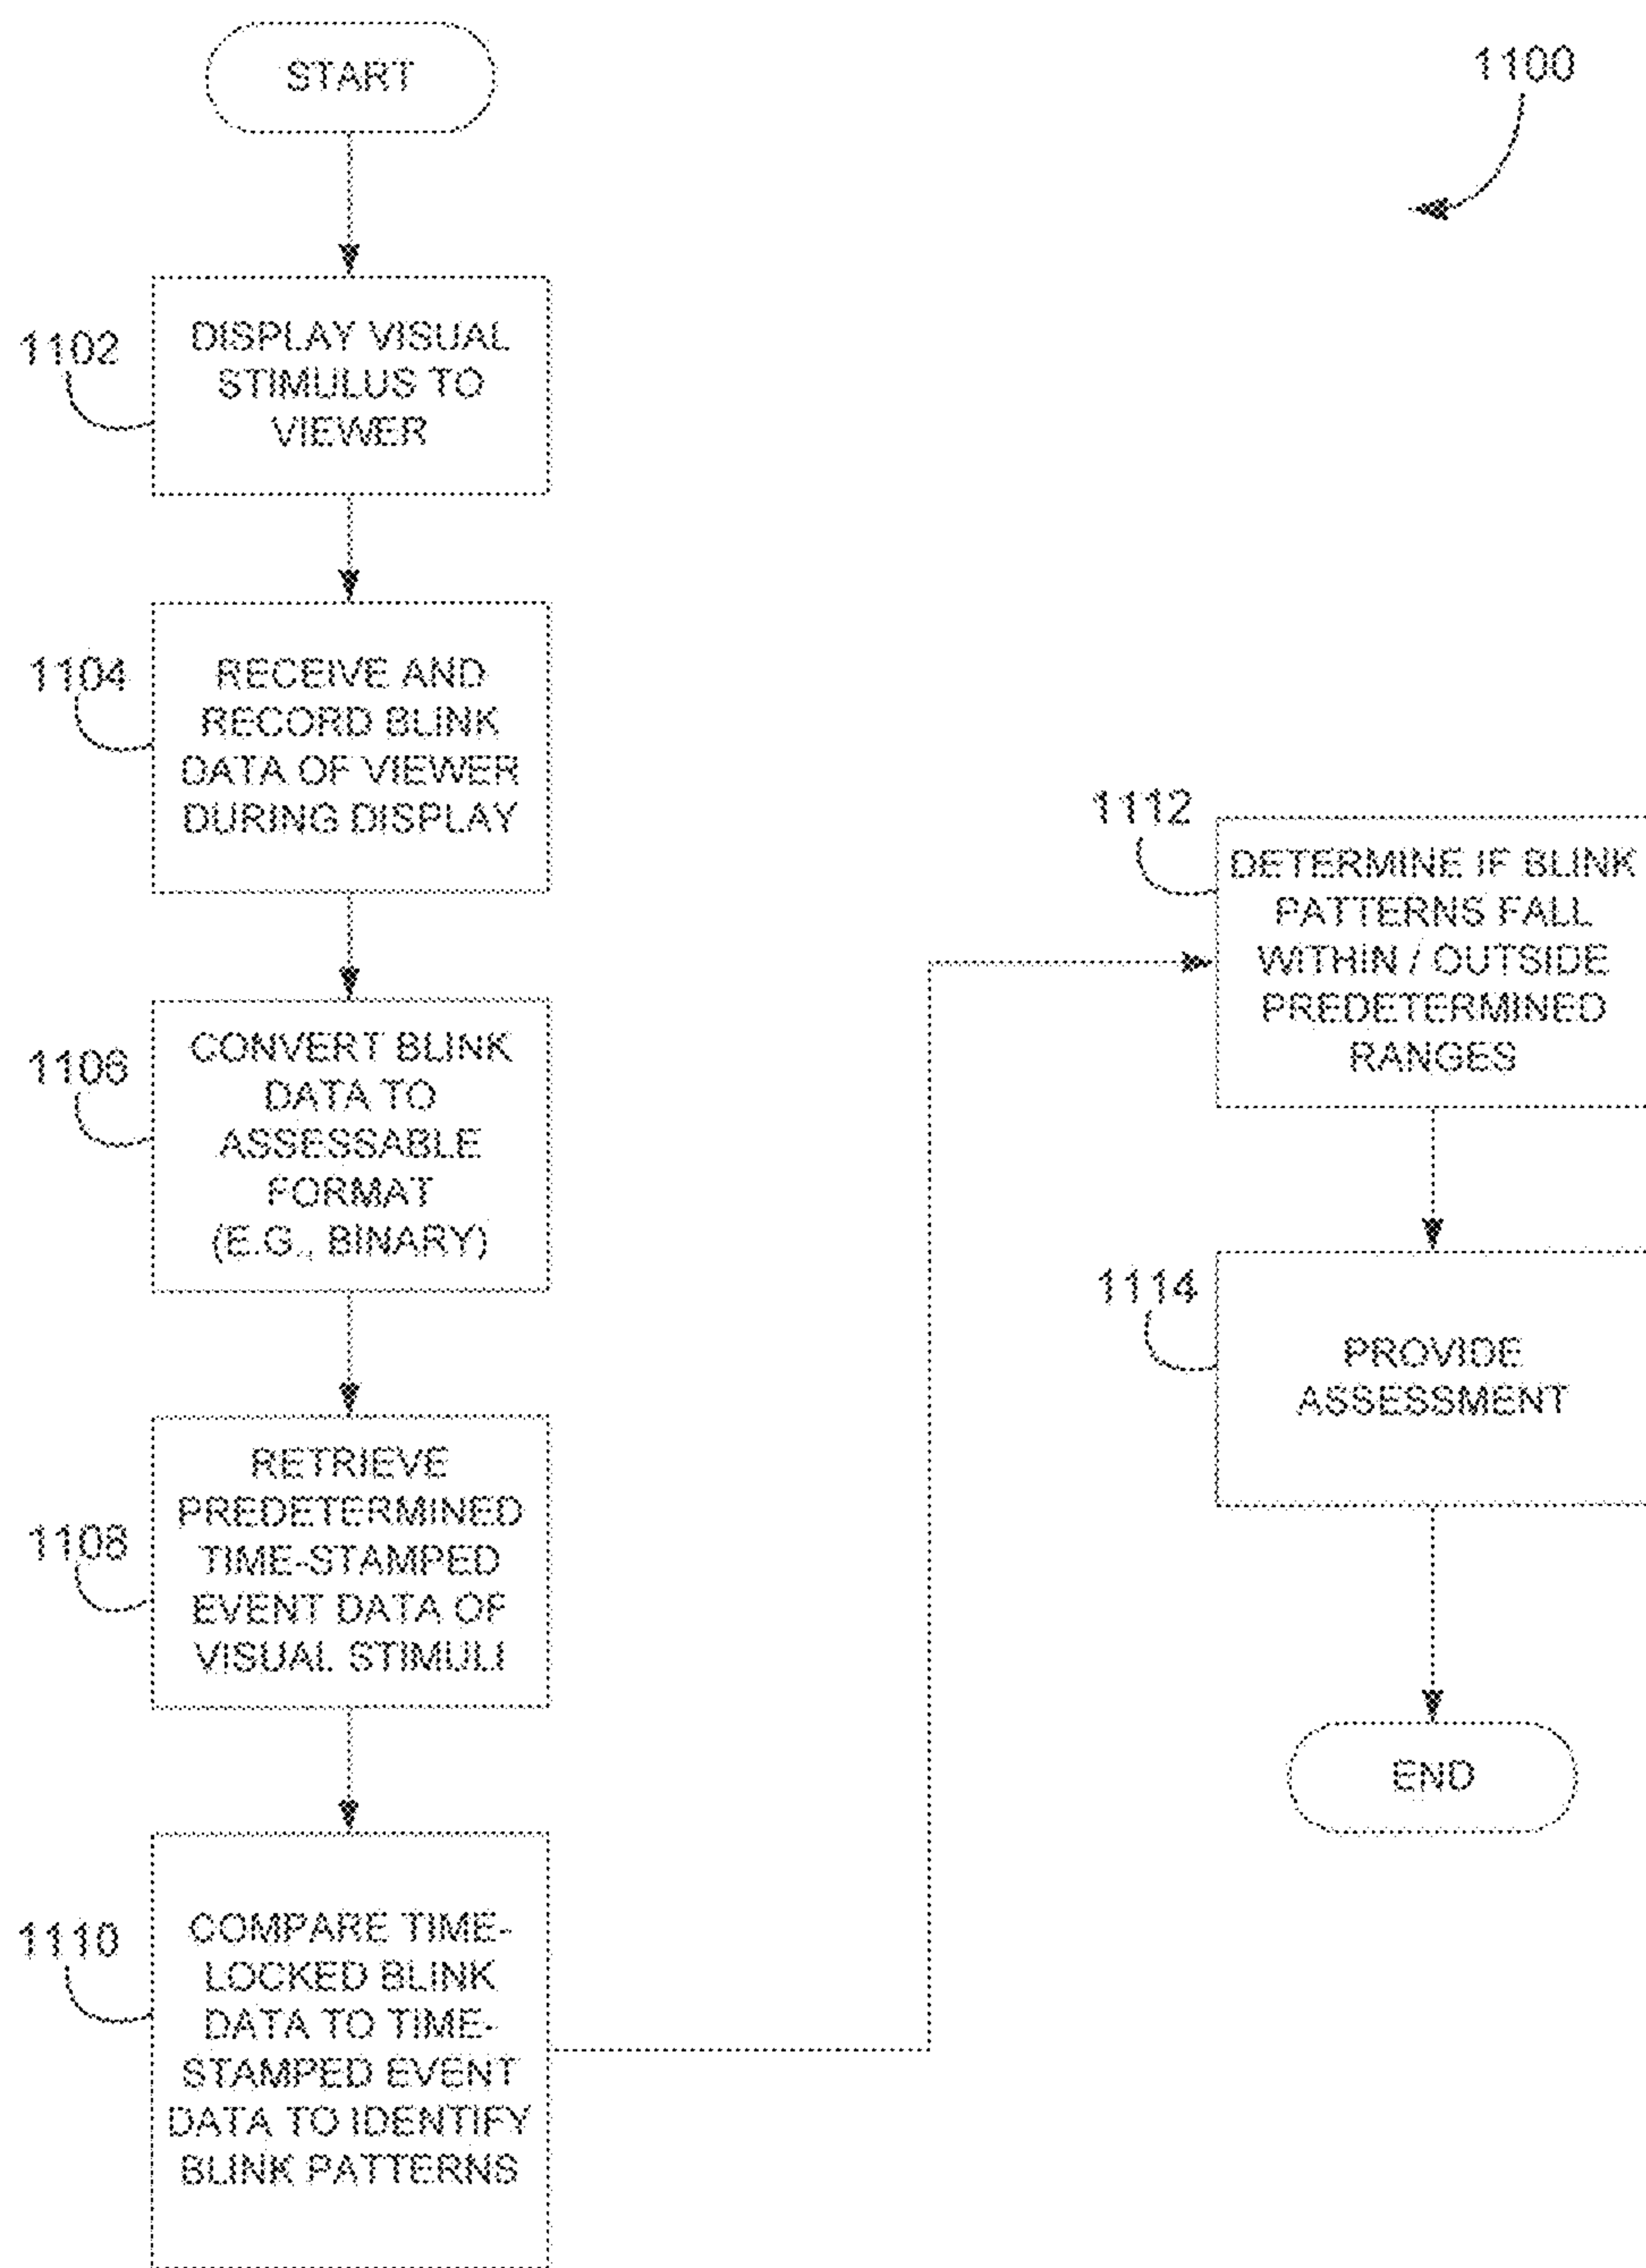 START
1100
1102
DISPLAY VISUAL
STIMULUS TO
VIEWER
1104
RECEIVE AND
RECORD BLINK
DATA OF VIEWER
DURING DISPLAY
1106
CONVERT BLINK
DATA TO
ASSESSABLE
FORMAT
(E.G., BINARY)
1108
RETRIEVE
PREDETERMINED
TIME-STAMPED
EVENT DATA OF
VISUAL STIMULI
1110
COMPARE TIME-
LOCKED BLINK
DATA TO TIME-
STAMPED EVENT
DATA TO IDENTIFY
BLINK PATTERNS
1112
DETERMINE IF BLINK
PATTERNS FALL
WITHIN / OUTSIDE
PREDETERMINED
RANGES
1114
PROVIDE
ASSESSMENT
END